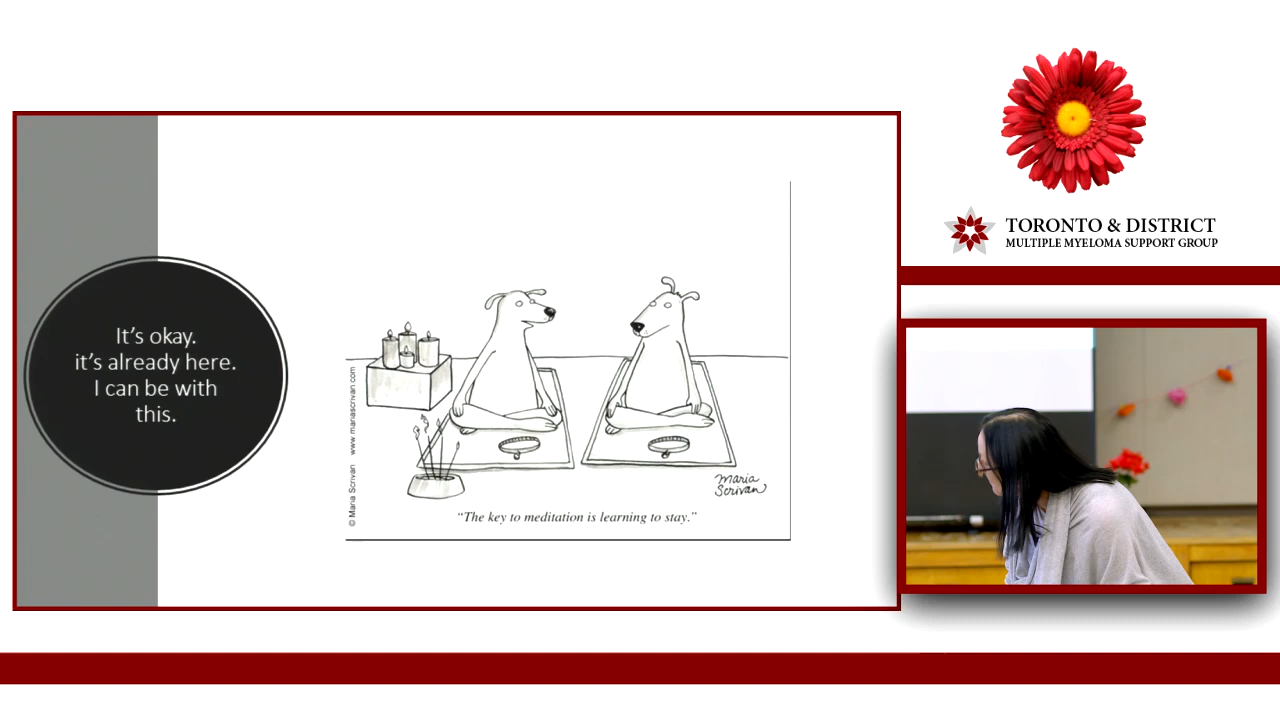 It's okay.
it's already here.
I can be with
this.
© Maria Scrivan www.mariascrivan.com
Maria
Scrivan
“The key to meditation is learning to stay.”
TORONTO & DISTRICT
MULTIPLE MYELOMA SUPPORT GROUP